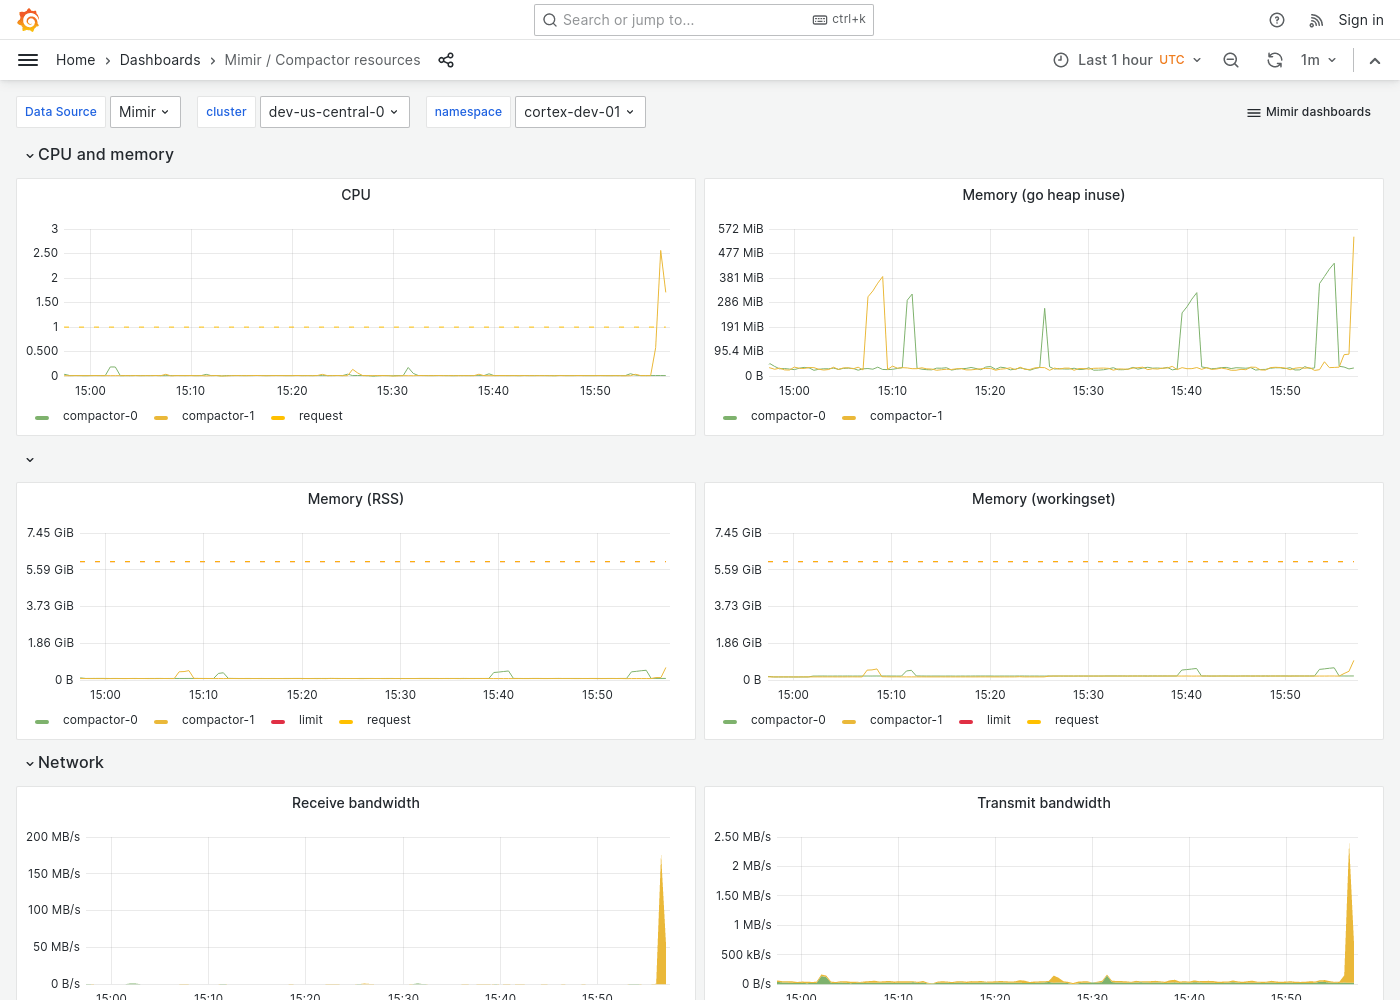 Search or jump to... ctrl+k Sign in
Home › Dashboards › Mimir / Compactor resources Last 1 hour UTC 1m
Data Source Mimir cluster dev-us-central-0 namespace cortex-dev-01 Mimir dashboards
CPU and memory
CPU
3
2.50
2
1.50
1
0.500
0
15:00 15:10 15:20 15:30 15:40 15:50
compactor-0 compactor-1 request
Memory (go heap inuse)
572 MiB
477 MiB
381 MiB
286 MiB
191 MiB
95.4 MiB
0 B
15:00 15:10 15:20 15:30 15:40 15:50
compactor-0 compactor-1
Memory (RSS)
7.45 GiB
5.59 GiB
3.73 GiB
1.86 GiB
0 B
15:00 15:10 15:20 15:30 15:40 15:50
compactor-0 compactor-1 limit request
Memory (workingset)
7.45 GiB
5.59 GiB
3.73 GiB
1.86 GiB
0 B
15:00 15:10 15:20 15:30 15:40 15:50
compactor-0 compactor-1 limit request
Network
Receive bandwidth
200 MB/s
150 MB/s
100 MB/s
50 MB/s
0 B/s
15:00 15:10 15:20 15:30 15:40 15:50
Transmit bandwidth
2.50 MB/s
2 MB/s
1.50 MB/s
1 MB/s
500 kB/s
0 B/s
15:00 15:10 15:20 15:30 15:40 15:50